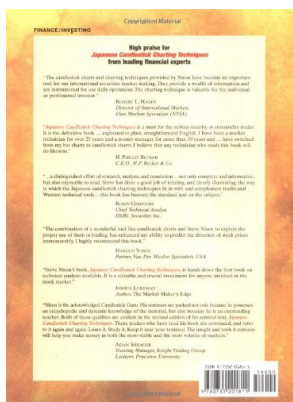 Copyrighted Material
FINANCE/INVESTING
High praise for
Japanese Candlestick Charting Techniques
from leading financial experts
"The candlestick charts and charting techniques provided by Nison have become an important
tool for our international securities market making. They provide a wealth of information and
are instrumental for our daily operations. The charting technique is valuable for the individual
or professional investor."
ROBERT L.
Director of International Markets,
Fleet Market Specialist (NYSE)
"Japanese Candlestick Charting Techniques is a must for the serious security or commodity trader.
It is the definitive book ... explained in plain, straightforward English. I have been a market
technician for over 25 years and a money manager for more than 20 years and ... have switched
from my bar charts to candlestick charts. I believe that any technician who reads this book will
do likewise."
H. PHILLIP BECKER
C.E.O., H.P. Becker & Co.
"... a distinguished effort of research, analysis, and translation ... not only complete and informative,
but also enjoyable to read. Steve has done a good job of relating, and clearly illustrating, the way
in which the Japanese candlestick charting techniques fit in with and complement traditional
Western technical tools... this book has become the standard text on the subject."
ROBIN
Chief Technical Analyst
HSBC Securities Inc.
"The combination of a wonderful tool like candlestick charts and Steve Nison to explain the
proper use of them in trading, has enhanced my ability to predict the direction of stock prices
immeasurably. I highly recommend this book."
HAROLD
Partner Van Der Moolen Specialists, USA
"Steve Nison's book, Japanese Candlestick Charting Techniques, is hands down the best book on
technical analysis available. It is a valuable and crucial investment for anyone involved in the
stock market."
JOSHUA LUKEMAN
Author, The Market Maker's Edge
"Nison is the acknowledged Candlestick Guru. His seminars are packed not only because he possesses
an encyclopedic and dynamic knowledge of the material, but also because he is an outstanding
teacher. Both of these qualities are evident in the revised edition of his seminal text, Japanese
Candlestick Charting Techniques. Those traders who have read his book are convinced and refer
to it again and again. Learn it. Study it. Keep it near your terminal. The insight and tools it contains
will help you make money in both the most stable and the most volatile of markets."
ADAM
Training Manager, Knight Trading Group
Lecturer, Princeton University
Copyrighted Material